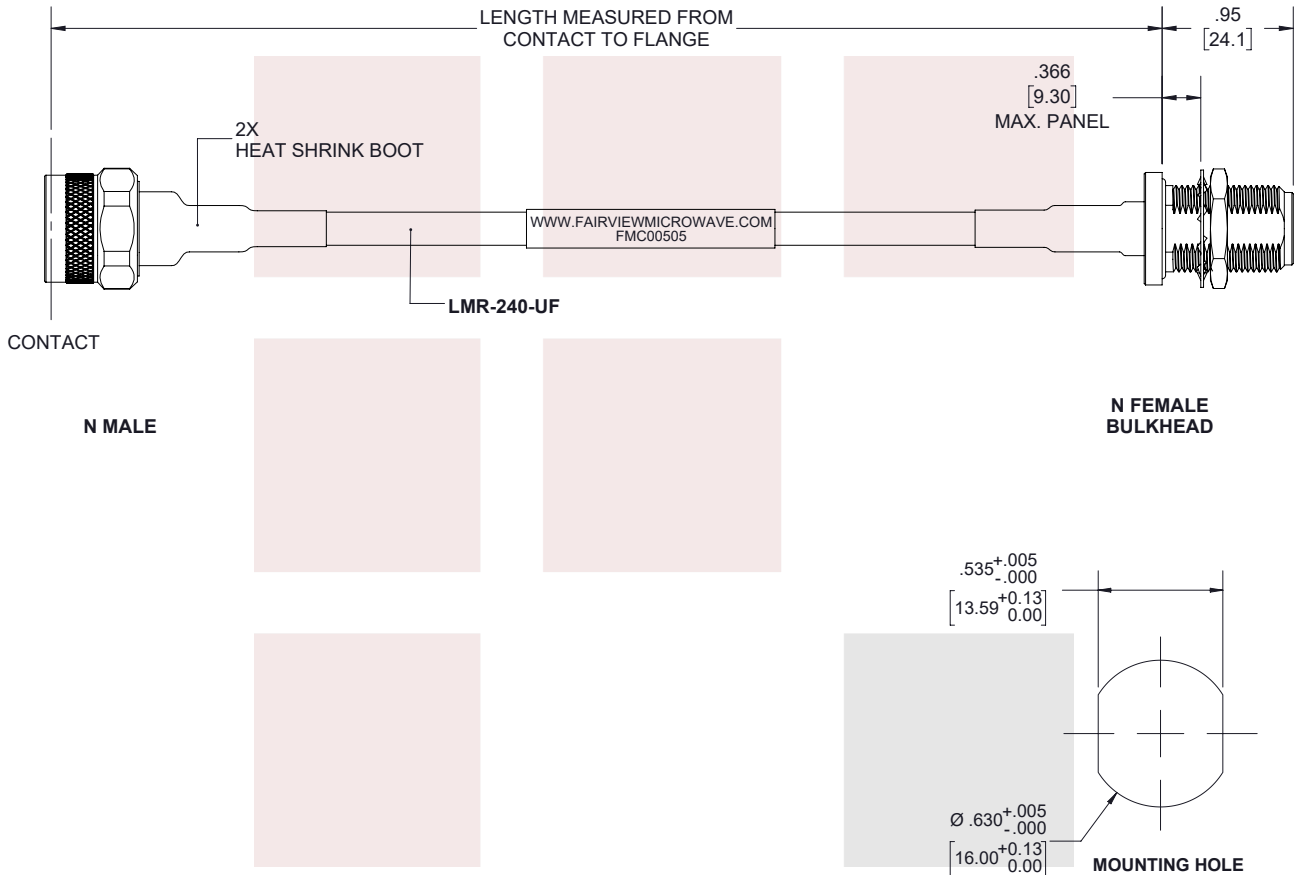 LENGTH MEASURED FROM
CONTACT TO FLANGE
.95
[24.1]
.366
[9.30]
MAX. PANEL
2X
HEAT SHRINK BOOT
WWW.FAIRVIEWMICROWAVE.COM
FMC00505
LMR-240-UF
CONTACT
N MALE
N FEMALE
BULKHEAD
.535 +.005
-.000
[13.59 +0.13
0.00]
Ø .630 +.005
-.000
[16.00 +0.13
0.00]
MOUNTING HOLE